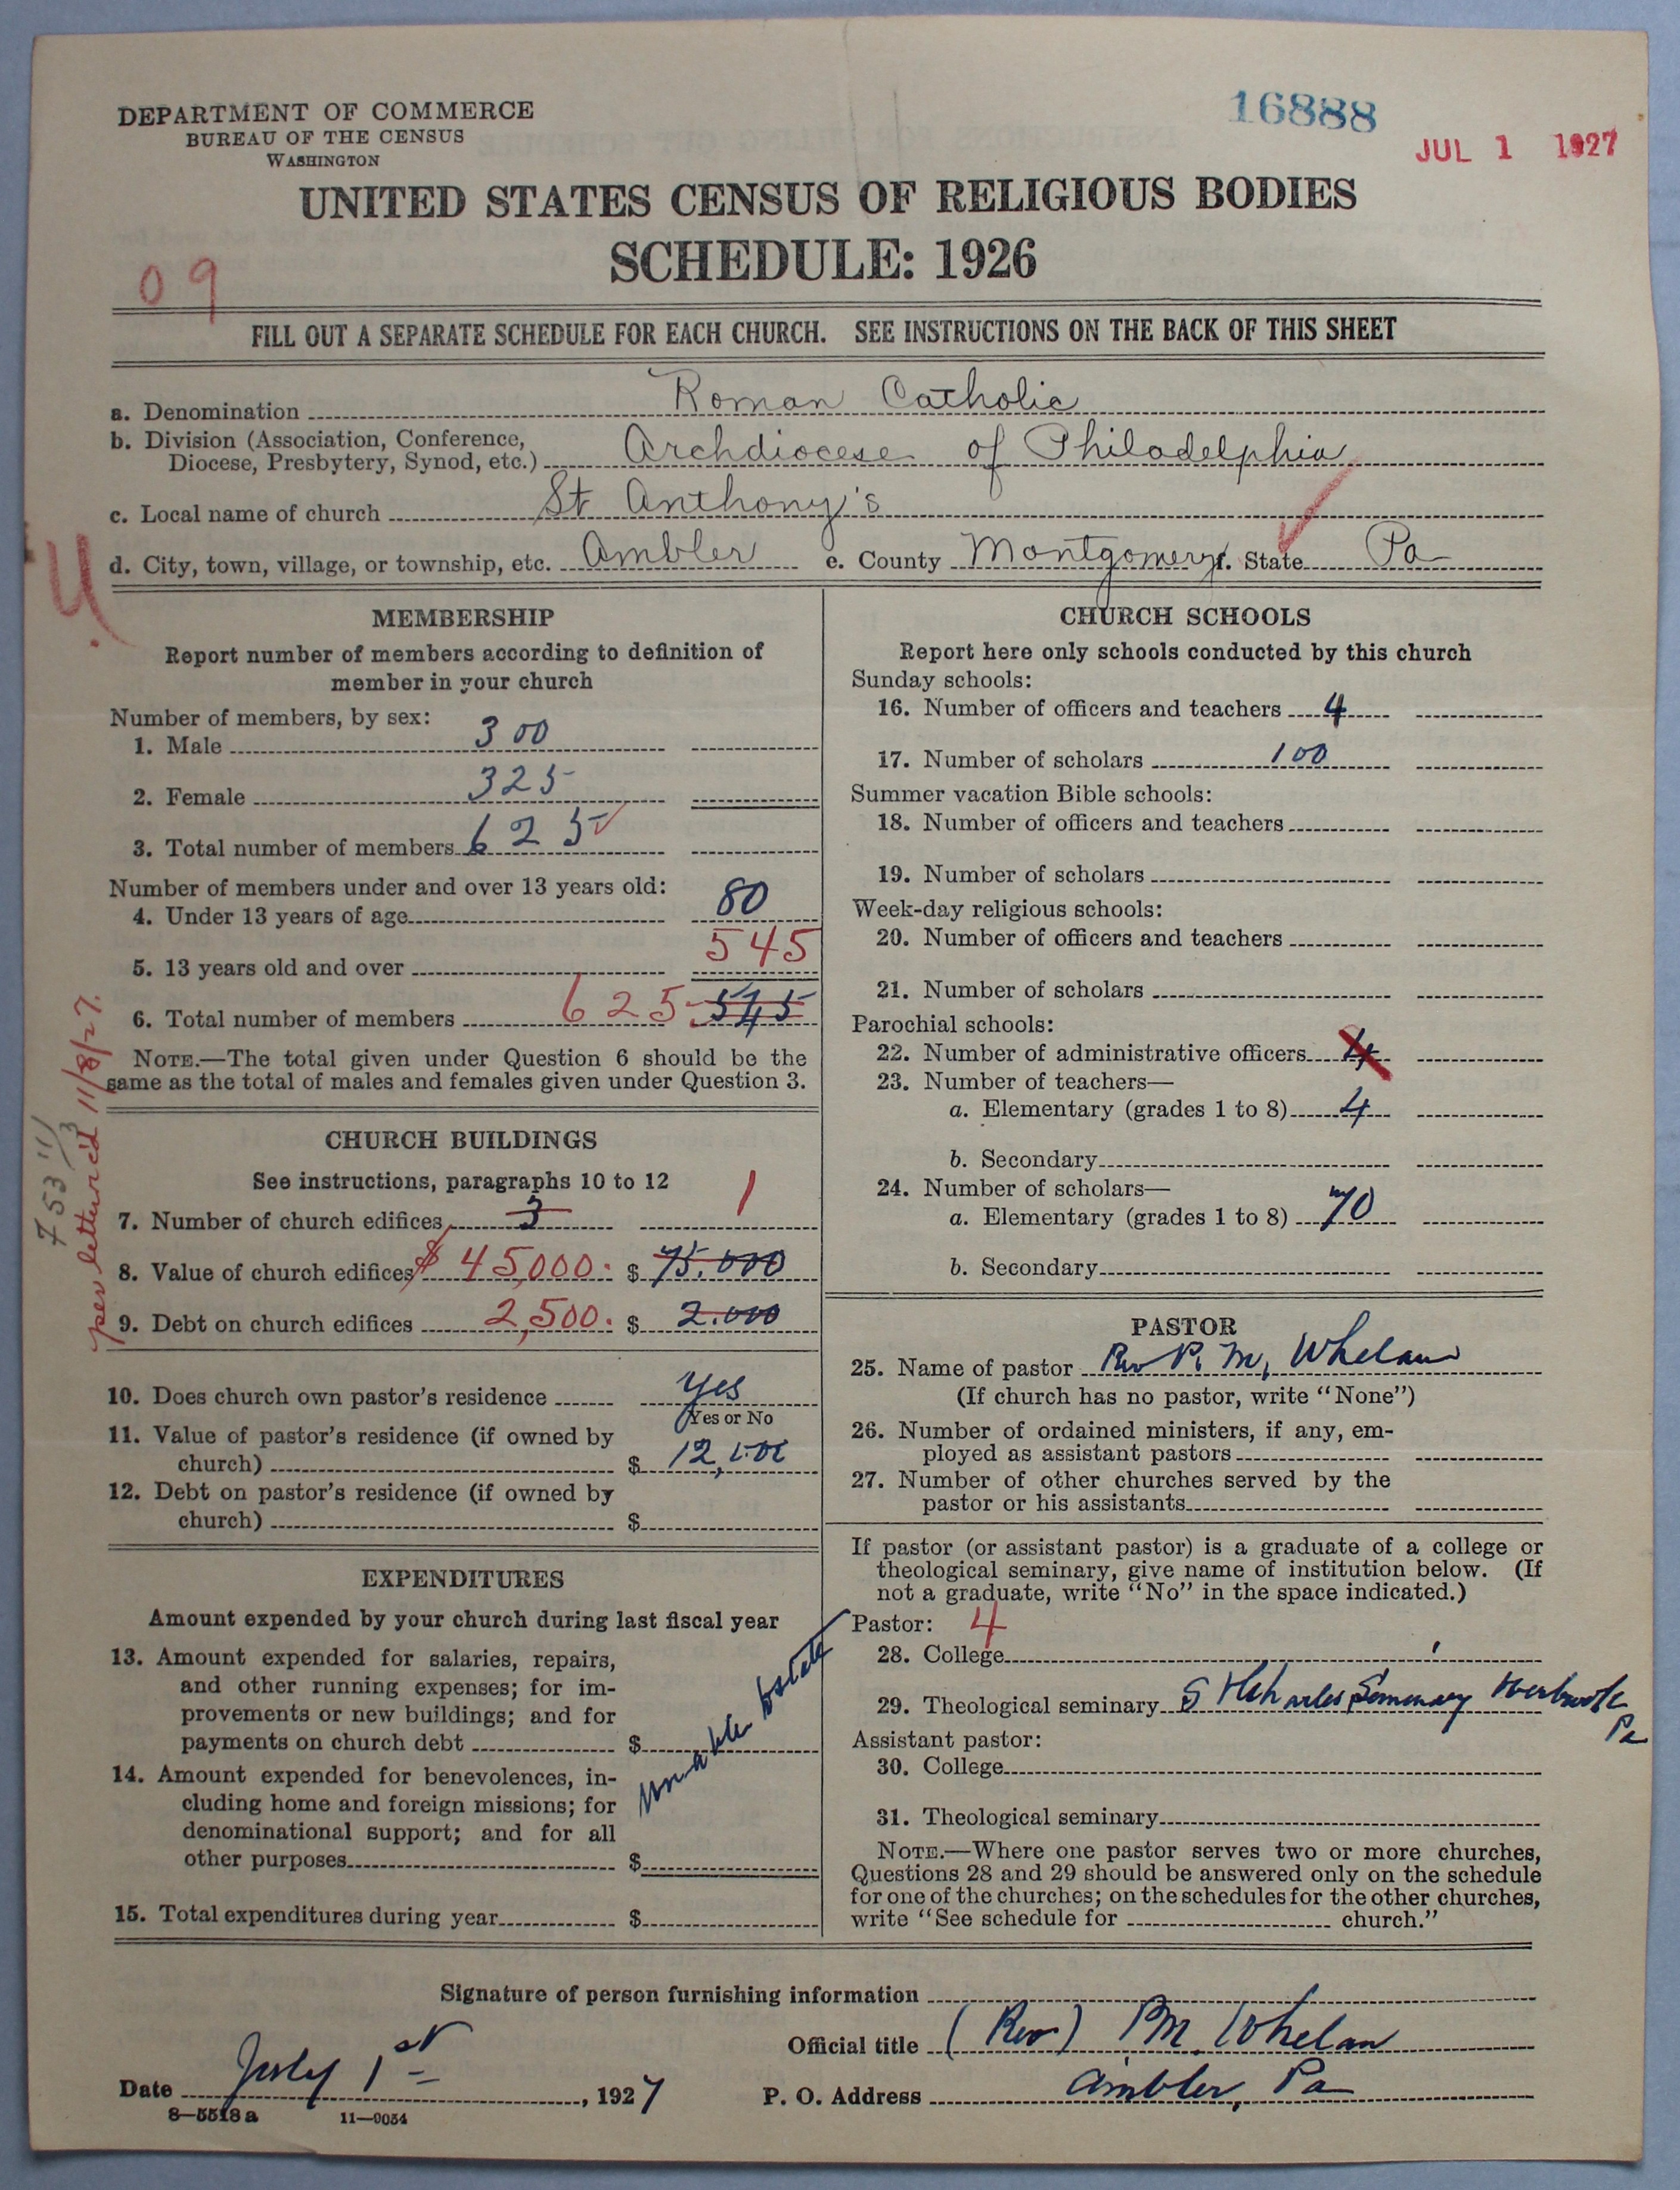 DEPARTMENT OF COMMERCE
BUREAU OF THE CENSUS
WASHINGTON
16888
JUL 1 1927
UNITED STATES CENSUS OF RELIGIOUS BODIES
SCHEDULE: 1926
09
FILL OUT A SEPARATE SCHEDULE FOR EACH CHURCH. SEE INSTRUCTIONS ON THE BACK OF THIS SHEET
a. Denomination Roman Catholic
b. Division (Association, Conference,
Diocese, Presbytery, Synod, etc.) Archdiocese of Philadelphia
c. Local name of church St Anthony's
d. City, town, village, or township, etc. Ambler e. County Montgomery f. State Pa
MEMBERSHIP
Report number of members according to definition of
member in your church
Number of members, by sex:
1. Male 300
2. Female 325
3. Total number of members 625
Number of members under and over 13 years old:
4. Under 13 years of age 80
5. 13 years old and over 545
6. Total number of members 625 545
NOTE.—The total given under Question 6 should be the
same as the total of males and females given under Question 3.
per letter rc'd 11/8/27.
753 11/3
CHURCH BUILDINGS
See instructions, paragraphs 10 to 12
7. Number of church edifices 3 1
8. Value of church edifices $ 45,000. $ 75.000
9. Debt on church edifices 2,500. $ 2.000
10. Does church own pastor's residence Yes
Yes or No
11. Value of pastor's residence (if owned by
church) $ 12,
12. Debt on pastor's residence (if owned by
church) $
EXPENDITURES
Amount expended by your church during last fiscal year
13. Amount expended for salaries, repairs,
and other running expenses; for im-
provements or new buildings; and for
payments on church debt $
14. Amount expended for benevolences, in-
cluding home and foreign missions; for
denominational support; and for all
other purposes $
15. Total expenditures during year $
Unable to state
CHURCH SCHOOLS
Report here only schools conducted by this church
Sunday schools:
16. Number of officers and teachers 4
17. Number of scholars 100
Summer vacation Bible schools:
18. Number of officers and teachers
19. Number of scholars
Week-day religious schools:
20. Number of officers and teachers
21. Number of scholars
Parochial schools:
22. Number of administrative officers 4
23. Number of teachers—
a. Elementary (grades 1 to 8) 4
b. Secondary
24. Number of scholars—
a. Elementary (grades 1 to 8) 70
b. Secondary
PASTOR
25. Name of pastor Rev P. M. Whelan
(If church has no pastor, write "None")
26. Number of ordained ministers, if any, em-
ployed as assistant pastors
27. Number of other churches served by the
pastor or his assistants
If pastor (or assistant pastor) is a graduate of a college or
theological seminary, give name of institution below. (If
not a graduate, write "No" in the space indicated.)
Pastor: 4
28. College
29. Theological seminary St Charles Seminary Overbrook
Pa
Assistant pastor:
30. College
31. Theological seminary
NOTE.—Where one pastor serves two or more churches,
Questions 28 and 29 should be answered only on the schedule
for one of the churches; on the schedules for the other churches,
write "See schedule for church."
Signature of person furnishing information
Official title (Rev) P.M. Whelan
Date July 1st, 1927 P. O. Address Ambler, Pa
8—5518a 11—9054